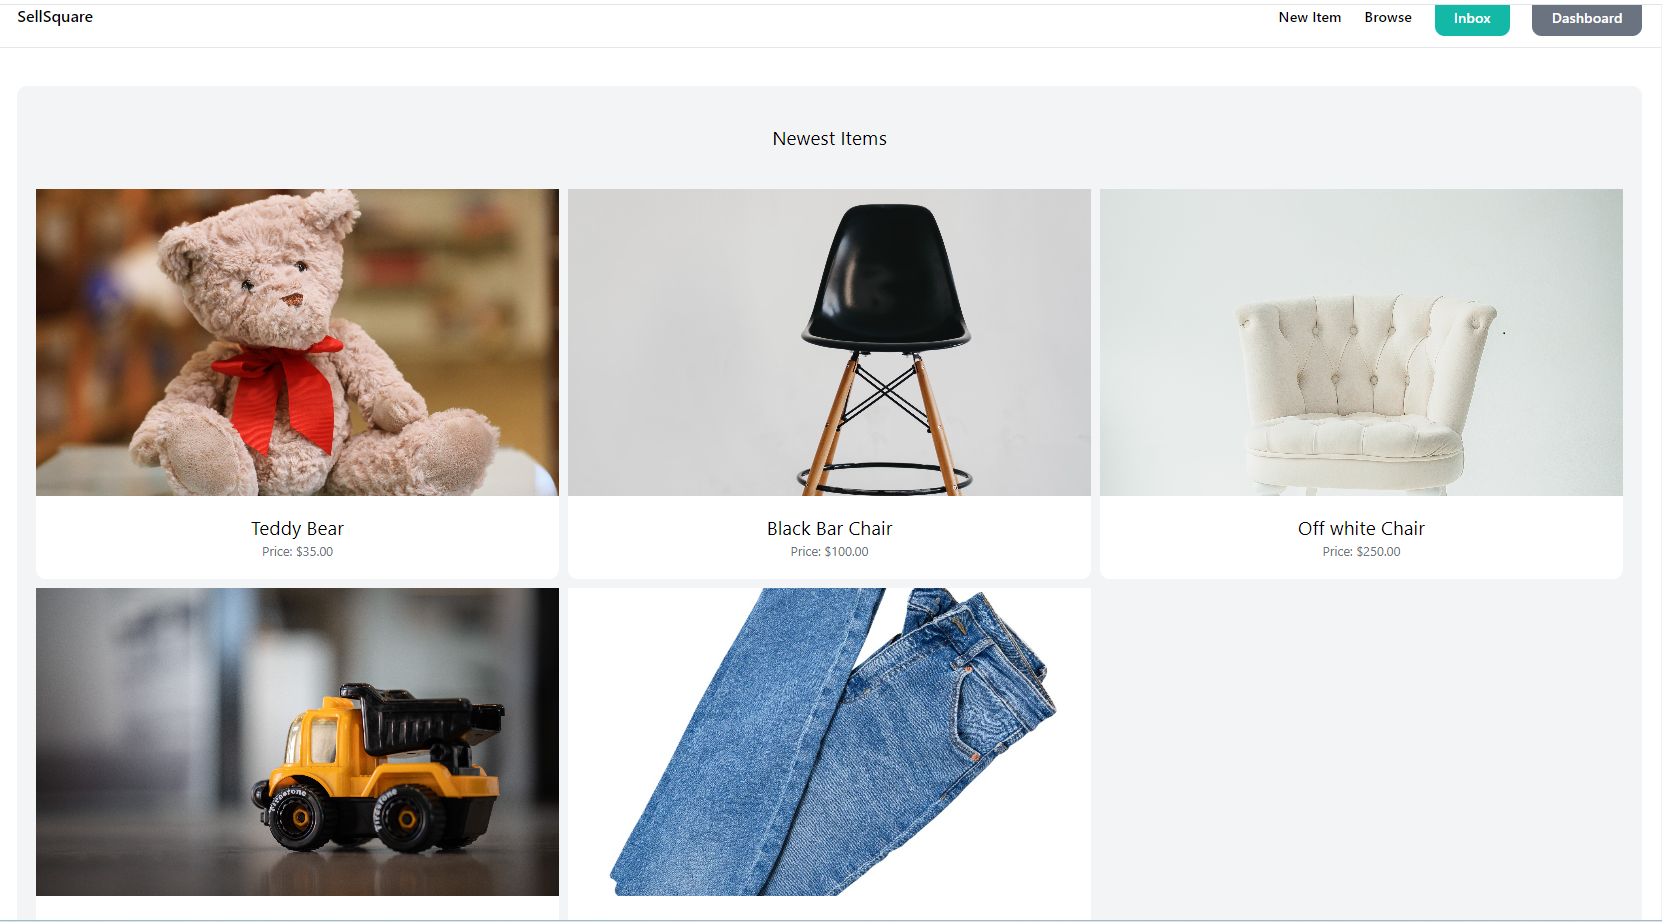 SellSquare
New Item Browse Inbox Dashboard
Newest Items
Teddy Bear
Price: $35.00
Black Bar Chair
Price: $100.00
Off white Chair
Price: $250.00
Firestone
Firestone